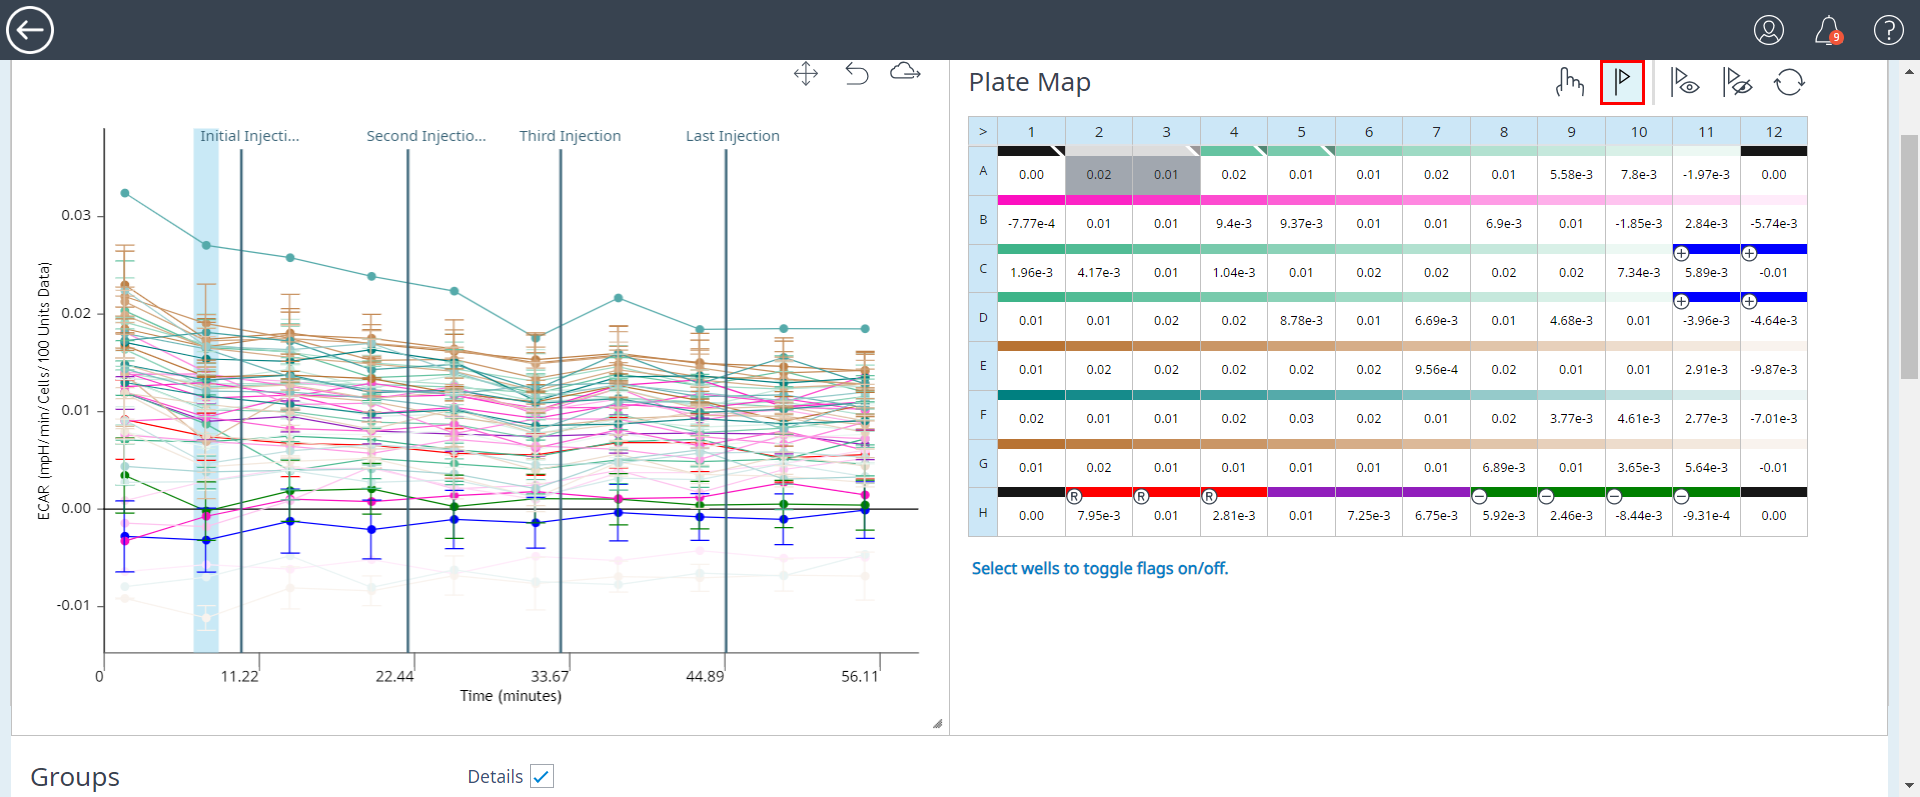 9
?
Plate Map
Initial Injecti...
Second Injectio...
Third Injection
Last Injection
ECAR (mpH/min/Cells/100 Units Data)
0.03
0.02
0.01
0.00
-0.01
0 11.22 22.44 33.67 44.89 56.11
Time (minutes)
> 1 2 3 4 5 6 7 8 9 10 11 12
A 0.00 0.02 0.01 0.02 0.01 0.01 0.02 0.01 5.58e-3 7.8e-3 -1.97e-3 0.00
B -7.77e-4 0.01 0.01 9.4e-3 9.37e-3 0.01 0.01 6.9e-3 0.01 -1.85e-3 2.84e-3 -5.74e-3
+ +
C 1.96e-3 4.17e-3 0.01 1.04e-3 0.01 0.02 0.02 0.02 0.02 7.34e-3 5.89e-3 -0.01
+ +
D 0.01 0.01 0.02 0.02 8.78e-3 0.01 6.69e-3 0.01 4.68e-3 0.01 -3.96e-3 -4.64e-3
E 0.01 0.02 0.02 0.02 0.02 0.02 9.56e-4 0.02 0.01 0.01 2.91e-3 -9.87e-3
F 0.02 0.01 0.01 0.02 0.03 0.02 0.01 0.02 3.77e-3 4.61e-3 2.77e-3 -7.01e-3
G 0.01 0.02 0.01 0.01 0.01 0.01 0.01 6.89e-3 0.01 3.65e-3 5.64e-3 -0.01
R R R − − − −
H 0.00 7.95e-3 0.01 2.81e-3 0.01 7.25e-3 6.75e-3 5.92e-3 2.46e-3 -8.44e-3 -9.31e-4 0.00
Select wells to toggle flags on/off.
Groups
Details